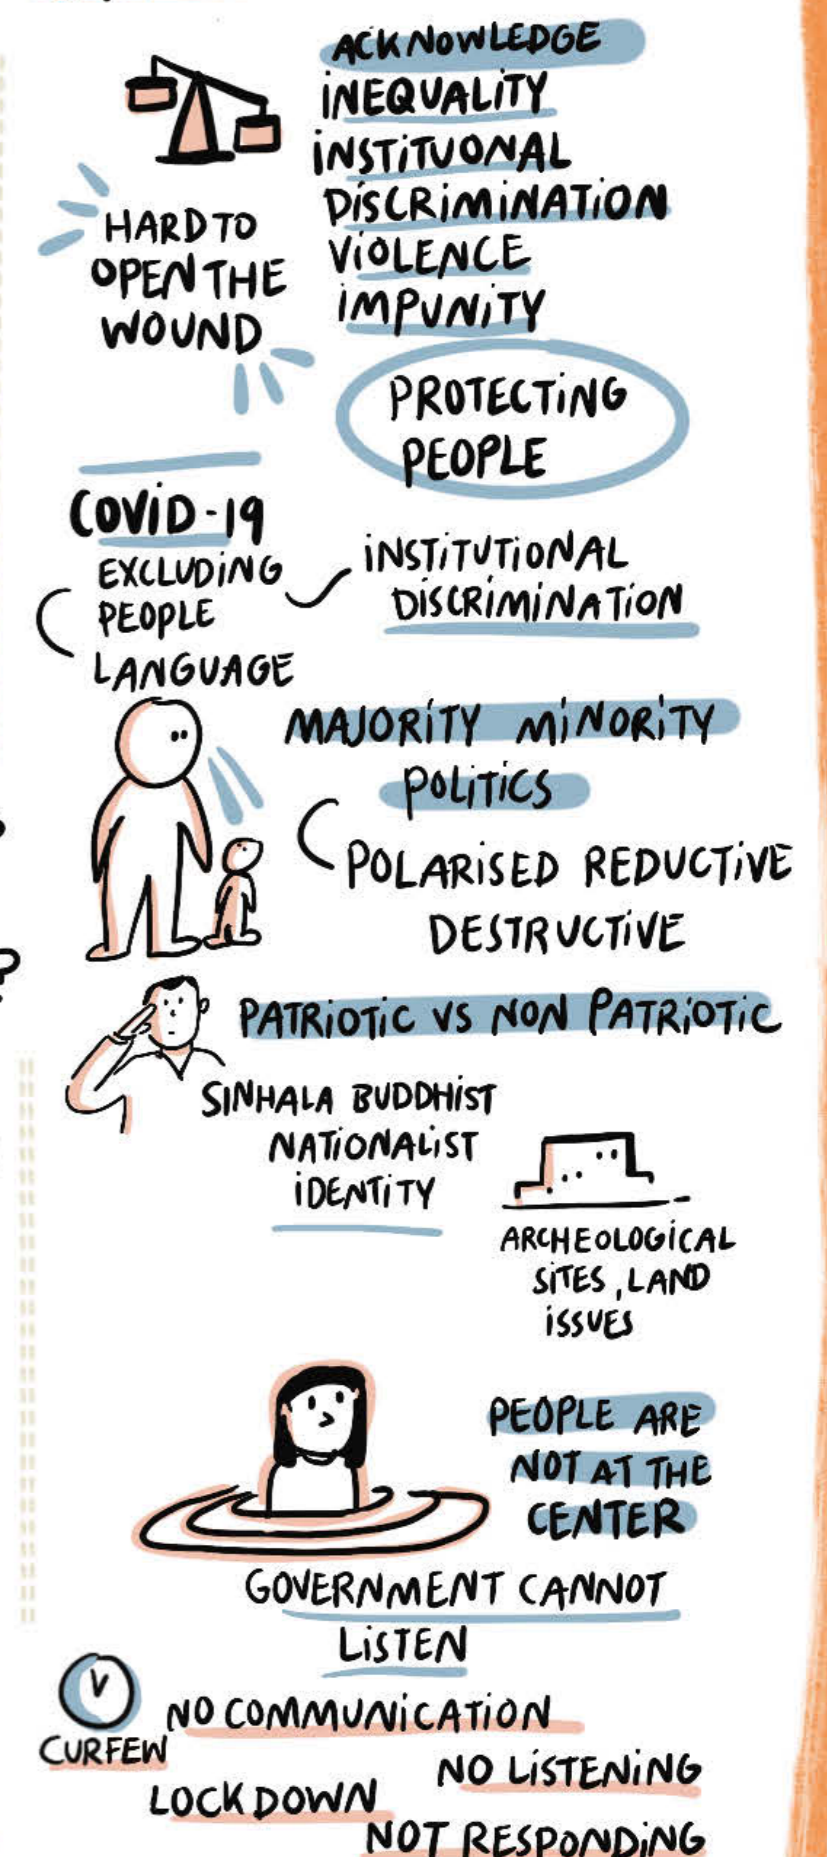 ACKNOWLEDGE
INEQUALITY
INSTITUONAL
DISCRIMINATION
VIOLENCE
IMPUNITY
HARD TO
OPEN THE
WOUND
PROTECTING
PEOPLE
COVID-19
EXCLUDING
PEOPLE
LANGUAGE
INSTITUTIONAL
DISCRIMINATION
MAJORITY MINORITY
POLITICS
POLARISED REDUCTIVE
DESTRUCTIVE
PATRIOTIC VS NON PATRIOTIC
SINHALA BUDDHIST
NATIONALIST
IDENTITY
ARCHEOLOGICAL
SITES, LAND
ISSUES
PEOPLE ARE
NOT AT THE
CENTER
GOVERNMENT CANNOT
LISTEN
CURFEW
NO COMMUNICATION
NO LISTENING
LOCKDOWN
NOT RESPONDING